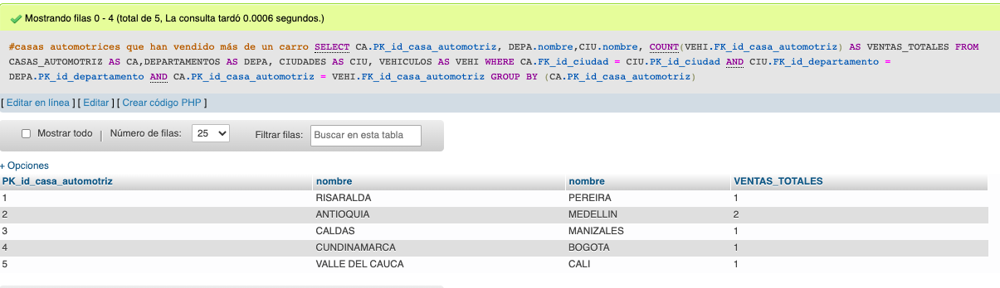 Mostrando filas 0 - 4 (total de 5, La consulta tardó 0.0006 segundos.)
#casas automotrices que han vendido más de un carro SELECT CA.PK_id_casa_automotriz, DEPA.nombre,CIU.nombre, COUNT(VEHI.FK_id_casa_automotriz) AS VENTAS_TOTALES FROM
CASAS_AUTOMOTRIZ AS CA,DEPARTAMENTOS AS DEPA, CIUDADES AS CIU, VEHICULOS AS VEHI WHERE CA.FK_id_ciudad = CIU.PK_id_ciudad AND CIU.FK_id_departamento =
DEPA.PK_id_departamento AND CA.PK_id_casa_automotriz = VEHI.FK_id_casa_automotriz GROUP BY (CA.PK_id_casa_automotriz)
[ Editar en línea ] [ Editar ] [ Crear código PHP ]
Mostrar todo | Número de filas: 25 Filtrar filas: Buscar en esta tabla
+ Opciones
PK_id_casa_automotriz nombre nombre VENTAS_TOTALES
1 RISARALDA PEREIRA 1
2 ANTIOQUIA MEDELLIN 2
3 CALDAS MANIZALES 1
4 CUNDINAMARCA BOGOTA 1
5 VALLE DEL CAUCA CALI 1